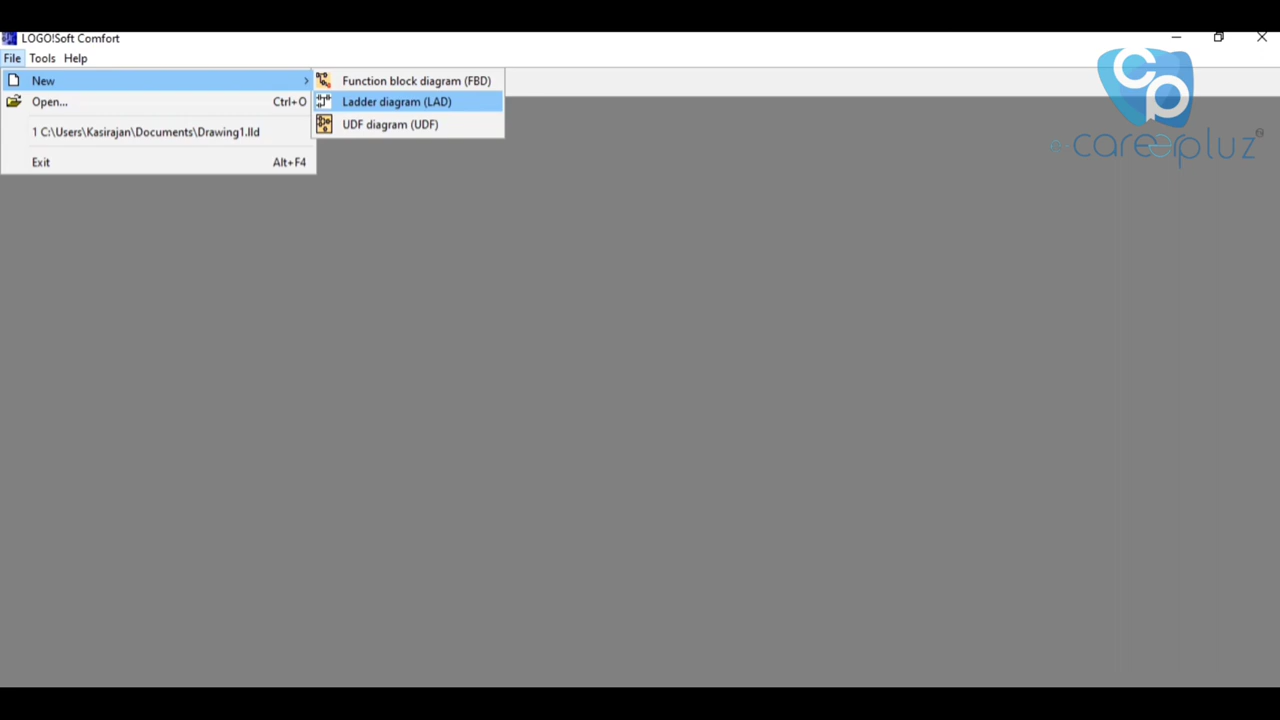 LOGO!Soft Comfort
File Tools Help
New
Open... Ctrl+O
1 C:\Users\Kasirajan\Documents\Drawing1.lld
Exit Alt+F4
Function block diagram (FBD)
Ladder diagram (LAD)
UDF diagram (UDF)
cp
e-careerpluz